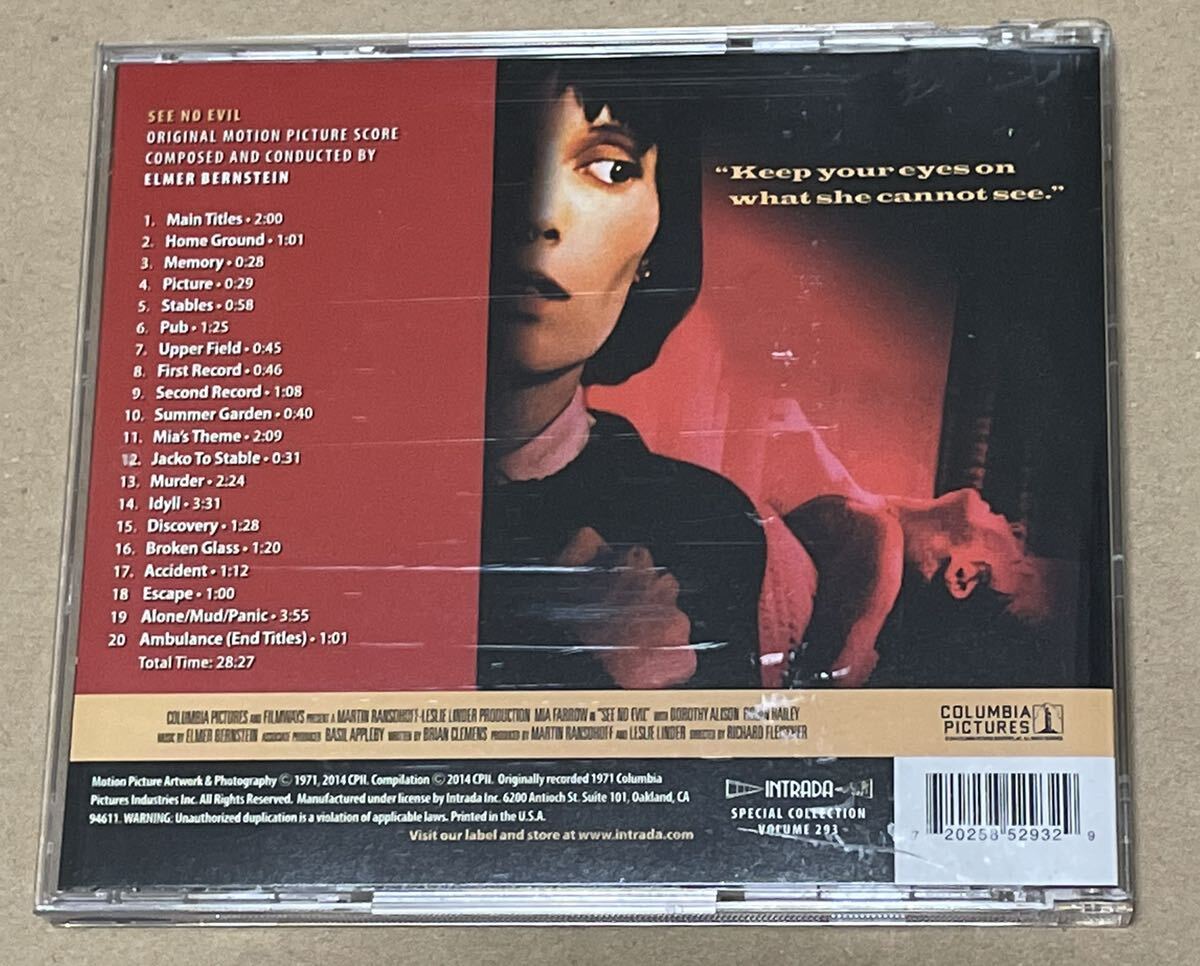 SEE NO EVIL
ORIGINAL MOTION PICTURE SCORE
COMPOSED AND CONDUCTED BY
ELMER BERNSTEIN
1. Main Titles • 2:00
2. Home Ground • 1:01
3. Memory • 0:28
4. Picture • 0:29
5. Stables • 0:58
6. Pub • 1:25
7. Upper Field • 0:45
8. First Record • 0:46
9. Second Record • 1:08
10. Summer Garden • 0:40
11. Mia's Theme • 2:09
12. Jacko To Stable • 0:31
13. Murder • 2:24
14. Idyll • 3:31
15. Discovery • 1:28
16. Broken Glass • 1:20
17. Accident • 1:12
18 Escape • 1:00
19 Alone/Mud/Panic • 3:55
20 Ambulance (End Titles) • 1:01
Total Time: 28:27
“Keep your eyes on
what she cannot see.”
COLUMBIA PICTURES AND FILMWAYS PRESENT A MARTIN RANSOHOFF-LESLIE LINDER PRODUCTION MIA FARROW IN "SEE NO EVIL" WITH DOROTHY ALISON BAILEY
MUSIC BY ELMER BERNSTEIN ASSOCIATE PRODUCER BASIL APPLEBY WRITTEN BY BRIAN CLEMENS PRODUCED BY MARTIN RANSOHOFF AND LESLIE LINDER DIRECTED BY RICHARD FLEISCHER
COLUMBIA
PICTURES
Motion Picture Artwork & Photography © 1971, 2014 CPII. Compilation © 2014 CPII. Originally recorded 1971 Columbia
Pictures Industries Inc. All Rights Reserved. Manufactured under license by Intrada Inc. 6200 Antioch St. Suite 101, Oakland, CA
94611. WARNING: Unauthorized duplication is a violation of applicable laws. Printed in the U.S.A.
Visit our label and store at www.intrada.com
INTRADA
SPECIAL COLLECTION
VOLUME 293
7 20258 52932 9